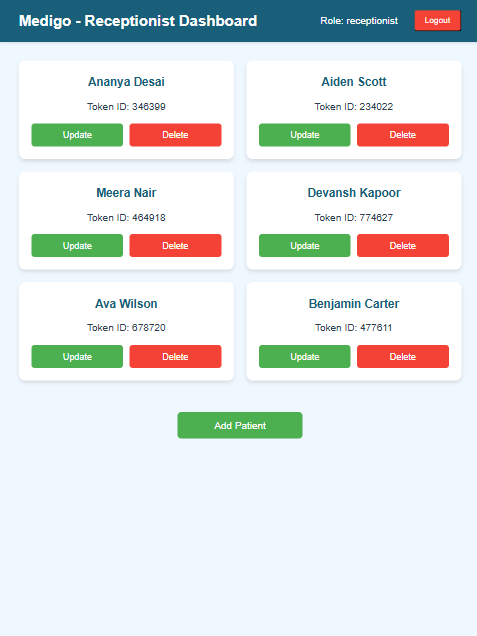 Medigo - Receptionist Dashboard
Role: receptionist
Logout
Ananya Desai
Token ID: 346399
Update
Delete
Aiden Scott
Token ID: 234022
Update
Delete
Meera Nair
Token ID: 464918
Update
Delete
Devansh Kapoor
Token ID: 774627
Update
Delete
Ava Wilson
Token ID: 678720
Update
Delete
Benjamin Carter
Token ID: 477611
Update
Delete
Add Patient